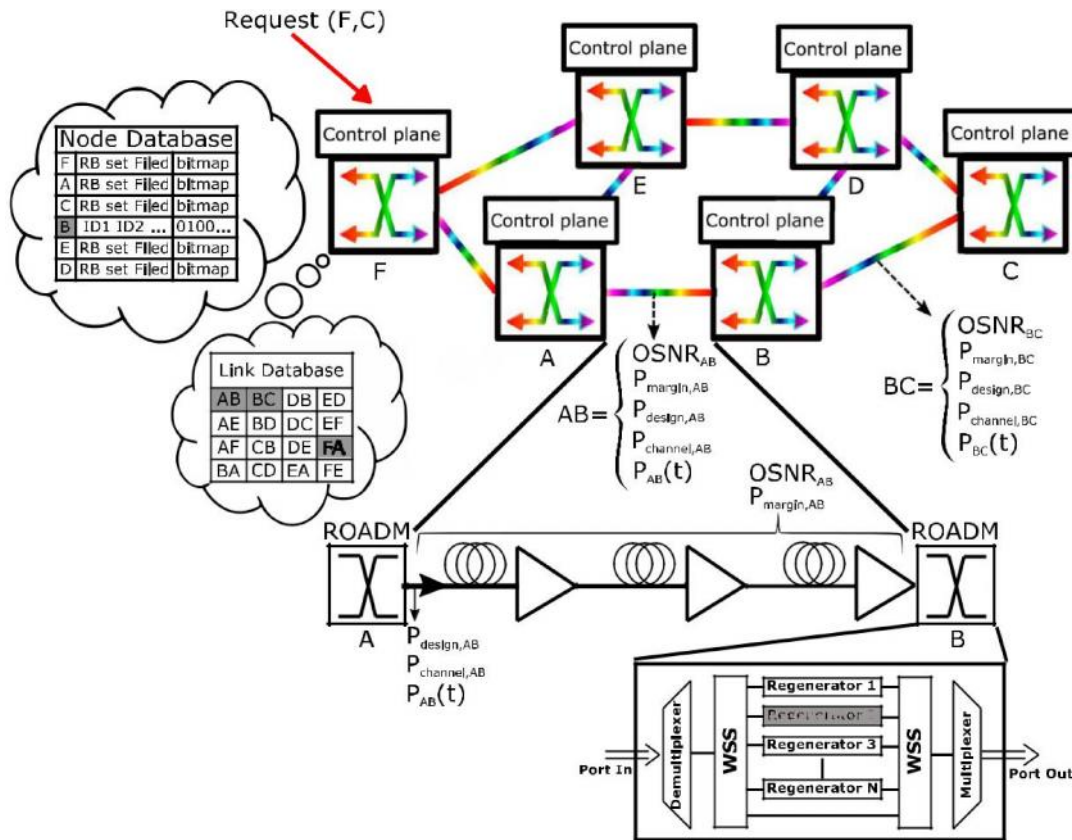 Request (F,C)
Control plane
Control plane
Control plane
Control plane
Control plane
Control plane
E
D
F
C
A
B
Node Database
F RB set Filled bitmap
A RB set Filled bitmap
C RB set Filled bitmap
B ID1 ID2 ... 0100...
E RB set Filled bitmap
D RB set Filled bitmap
Link Database
AB BC DB ED
AE BD DC EF
AF CB DE FA
BA CD EA FE
AB=
OSNR_AB
P_margin,AB
P_design,AB
P_channel,AB
P_AB(t)
BC=
OSNR_BC
P_margin,BC
P_design,BC
P_channel,BC
P_BC(t)
OSNR_AB
P_margin,AB
ROADM
ROADM
A
B
P_design,AB
P_channel,AB
P_AB(t)
Port In
Demultiplexer
WSS
Regenerator 1
Regenerator
Regenerator 3
Regenerator N
WSS
Multiplexer
Port Out